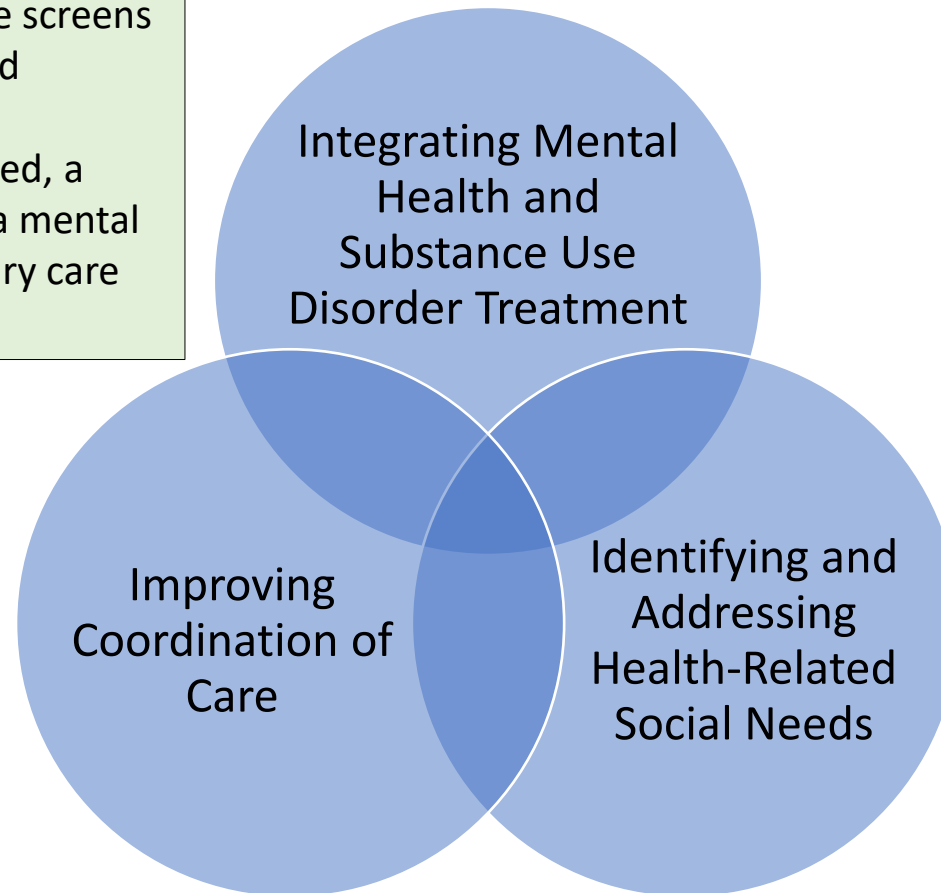 e screens
d
ed, a
a mental
ry care
Integrating Mental
Health and
Substance Use
Disorder Treatment
Improving
Coordination of
Care
Identifying and
Addressing
Health-Related
Social Needs